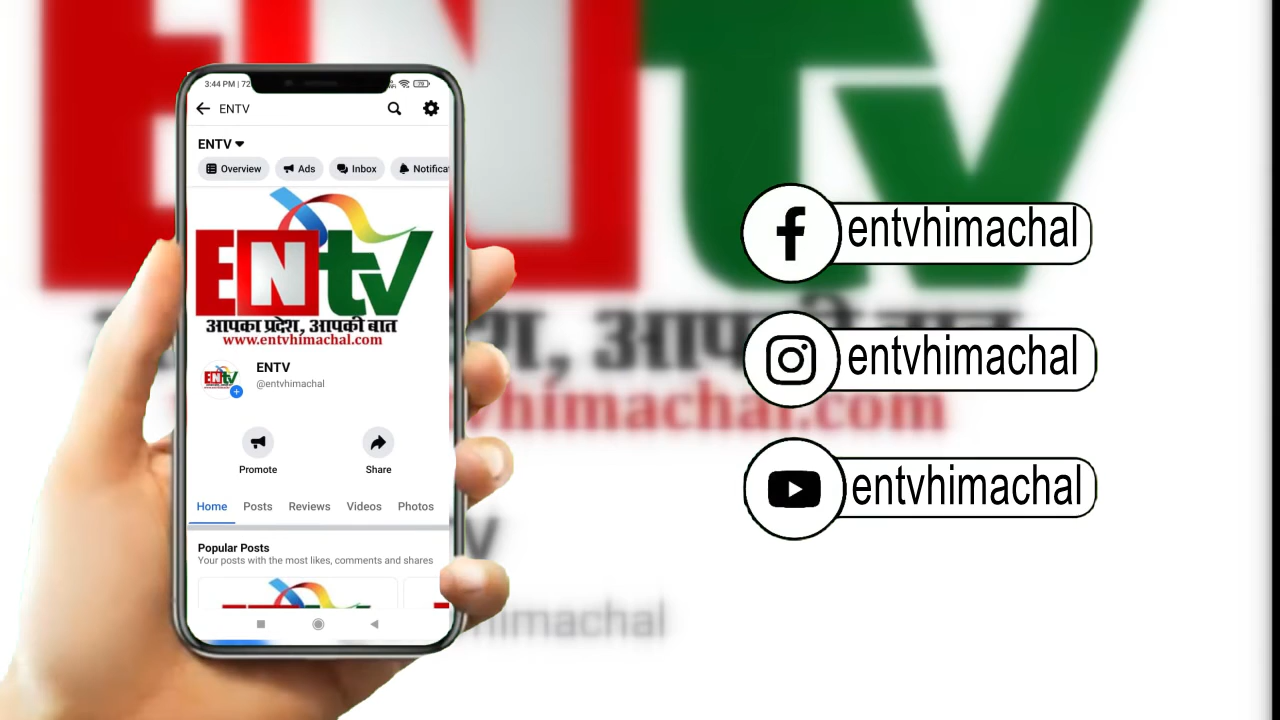 3:44 PM | 72
ENTV
ENTV
Overview
Ads
Inbox
Notifica
ENtv
आपका प्रदेश, आपकी बात
www.entvhimachal.com
ENTV
@entvhimachal
Promote
Share
Home
Posts
Reviews
Videos
Photos
Popular Posts
Your posts with the most likes, comments and shares
entvhimachal
entvhimachal
entvhimachal